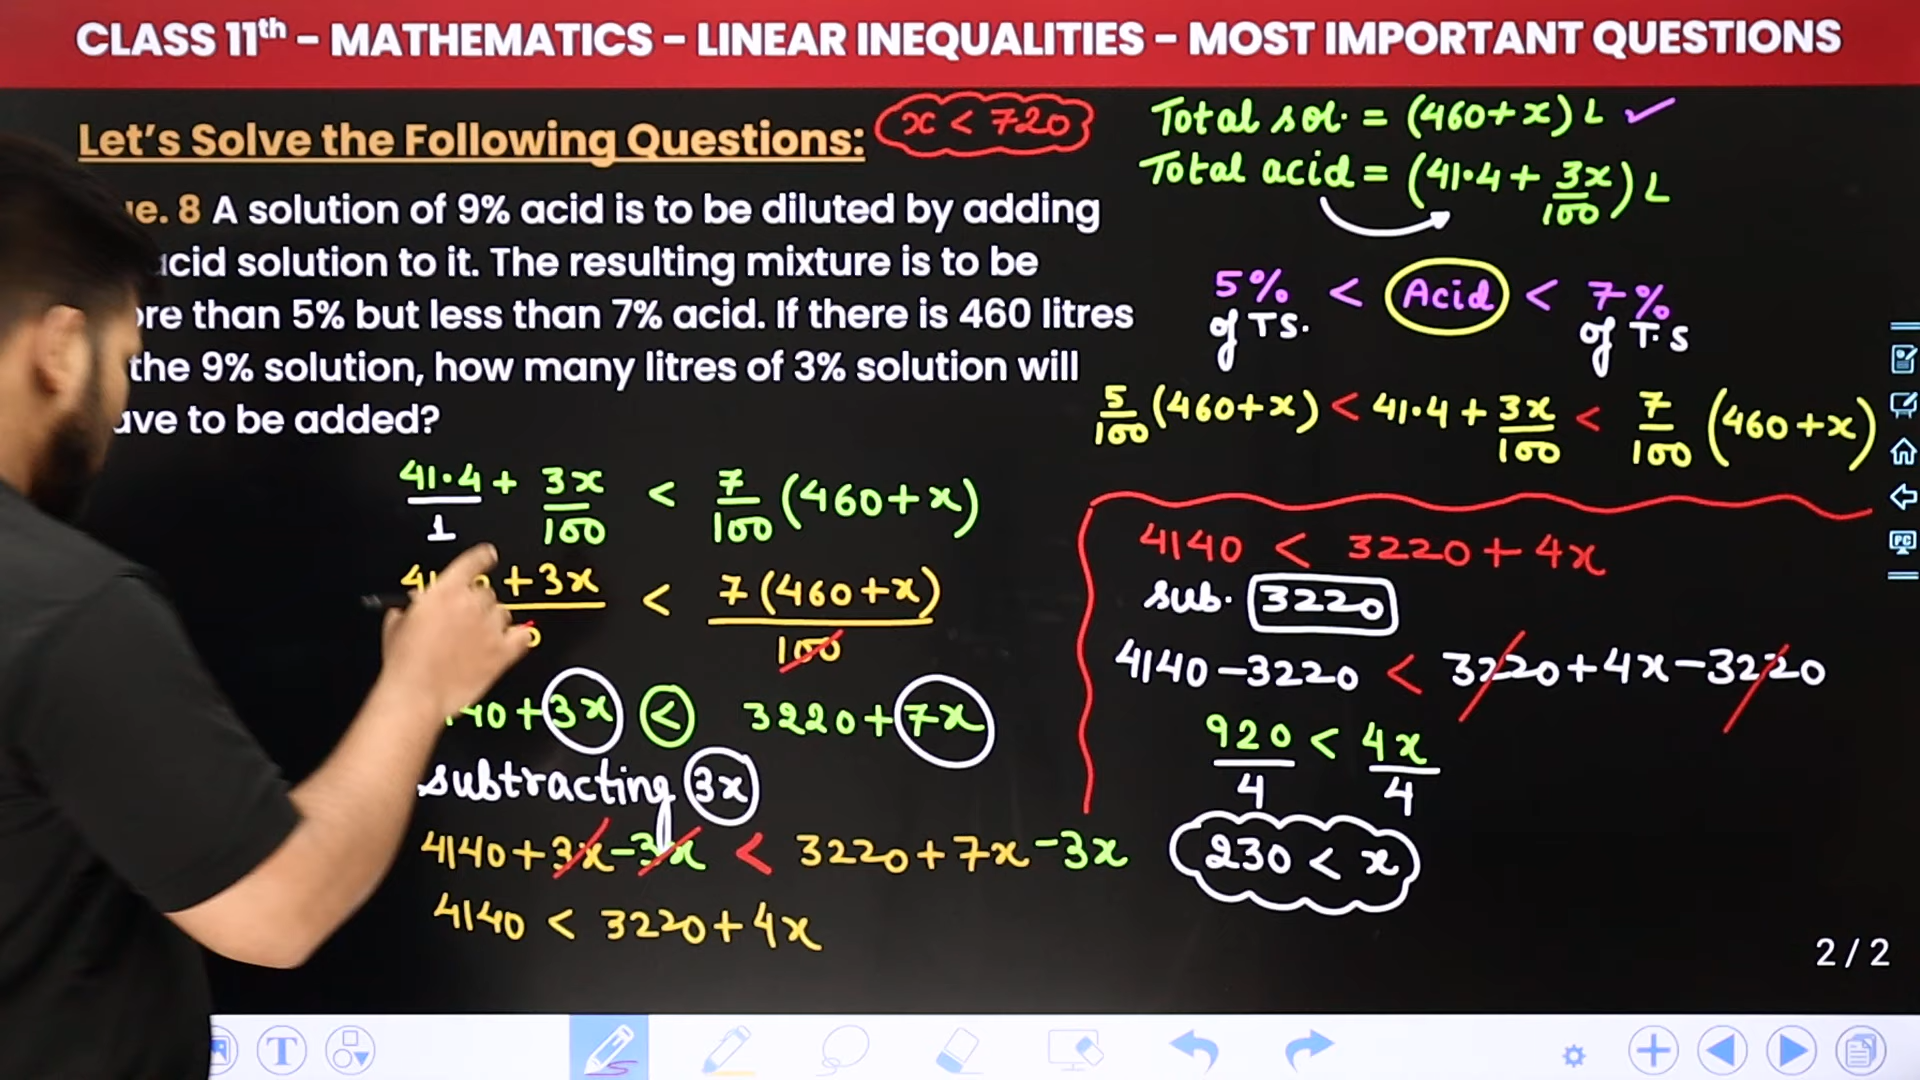 CLASS 11th - MATHEMATICS - LINEAR INEQUALITIES - MOST IMPORTANT QUESTIONS
Let's Solve the Following Questions:
x < 720
8 A solution of 9% acid is to be diluted by adding
solution to it. The resulting mixture is to be
than 5% but less than 7% acid. If there is 460 litres
the 9% solution, how many litres of 3% solution will
to be added?
41.4/1 + 3x/100 < 7/100 (460+x)
+3x < 7(460+x)/100
+3x < 3220+7x
subtracting 3x
4140+3x-3x < 3220+7x-3x
4140 < 3220+4x
Total sol. = (460+x) L ✓
Total acid = (41.4 + 3x/100) L
5% of T.S. < Acid < 7% of T.S
5/100 (460+x) < 41.4 + 3x/100 < 7/100 (460+x)
4140 < 3220+4x
sub. 3220
4140-3220 < 3220+4x-3220
920/4 < 4x/4
230 < x
2 / 2
T
PC